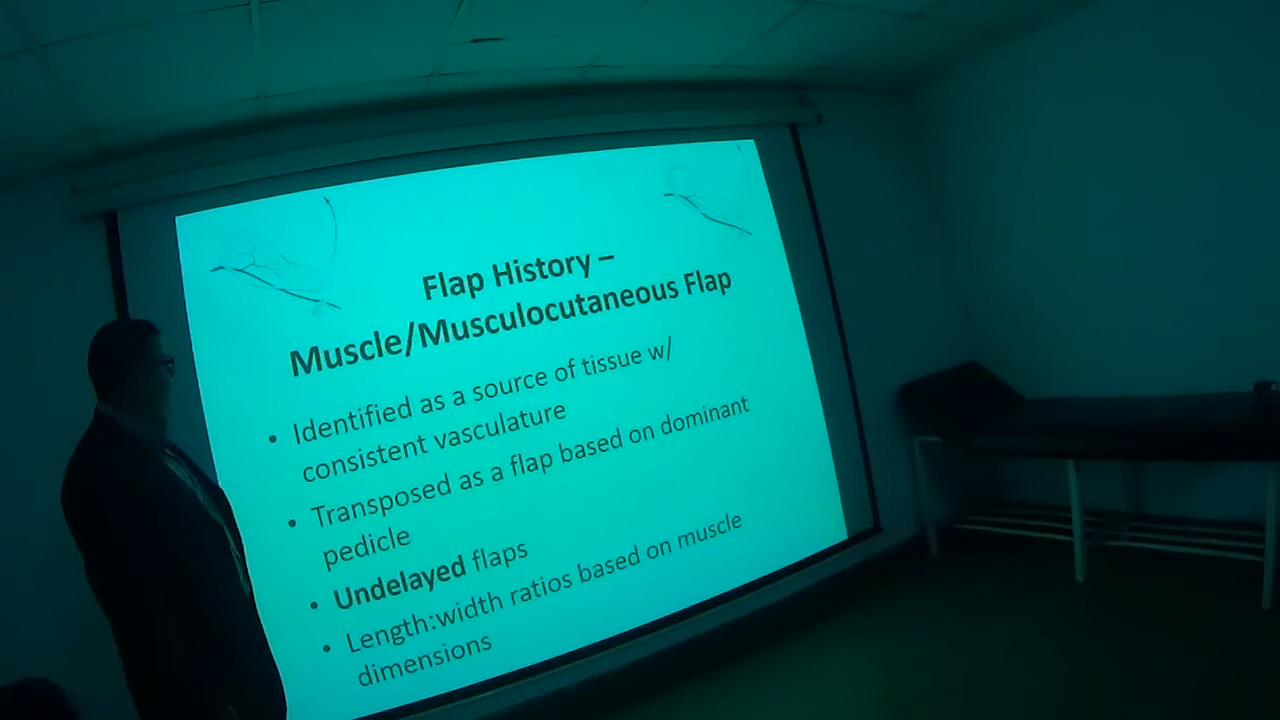 Flap History –
Muscle/Musculocutaneous Flap
• Identified as a source of tissue w/
consistent vasculature
• Transposed as a flap based on dominant
pedicle
• Undelayed flaps
• Length:width ratios based on muscle
dimensions